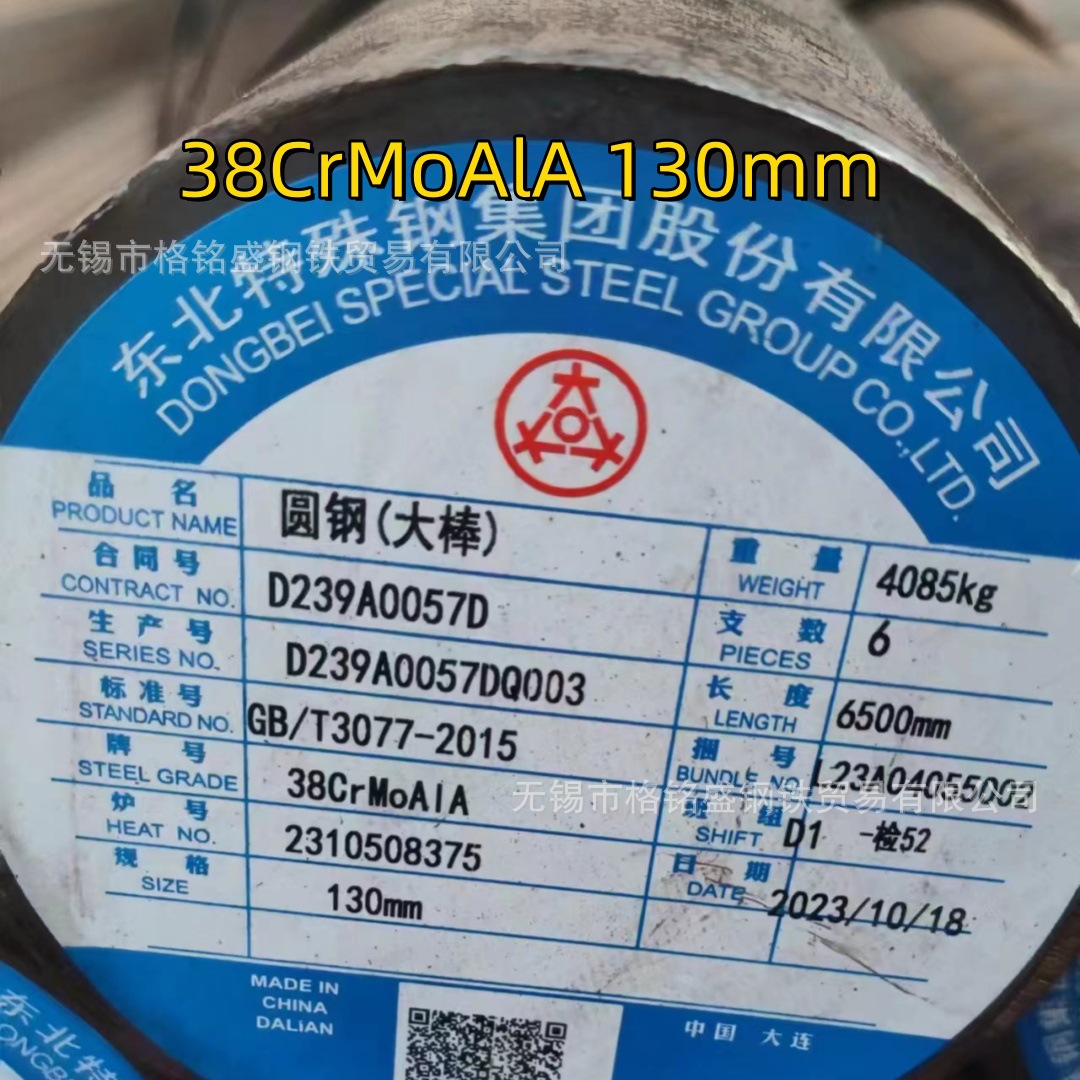 38CrMoAlA 130mm
无锡市格铭盛钢铁贸易有限公司
东北特殊钢集团股份有限公司
DONGBEI SPECIAL STEEL GROUP CO.,LTD.
品名 圆钢(大棒)
PRODUCT NAME
重量 4085kg
WEIGHT
合同号 D239A0057D
CONTRACT NO.
支数 6
PIECES
生产号 D239A0057DQ003
SERIES NO.
长度 6500mm
LENGTH
标准号 GB/T3077-2015
STANDARD NO.
捆号
BUNDLE NO.
牌号 38CrMoAlA
STEEL GRADE
无锡市格铭盛钢铁贸易有限公司
班组 D1 -检52
SHIFT
炉号 2310508375
HEAT NO.
日期 2023/10/18
DATE
规格 130mm
SIZE
MADE IN
CHINA
DALIAN
中国 大连
东北特
DONGB